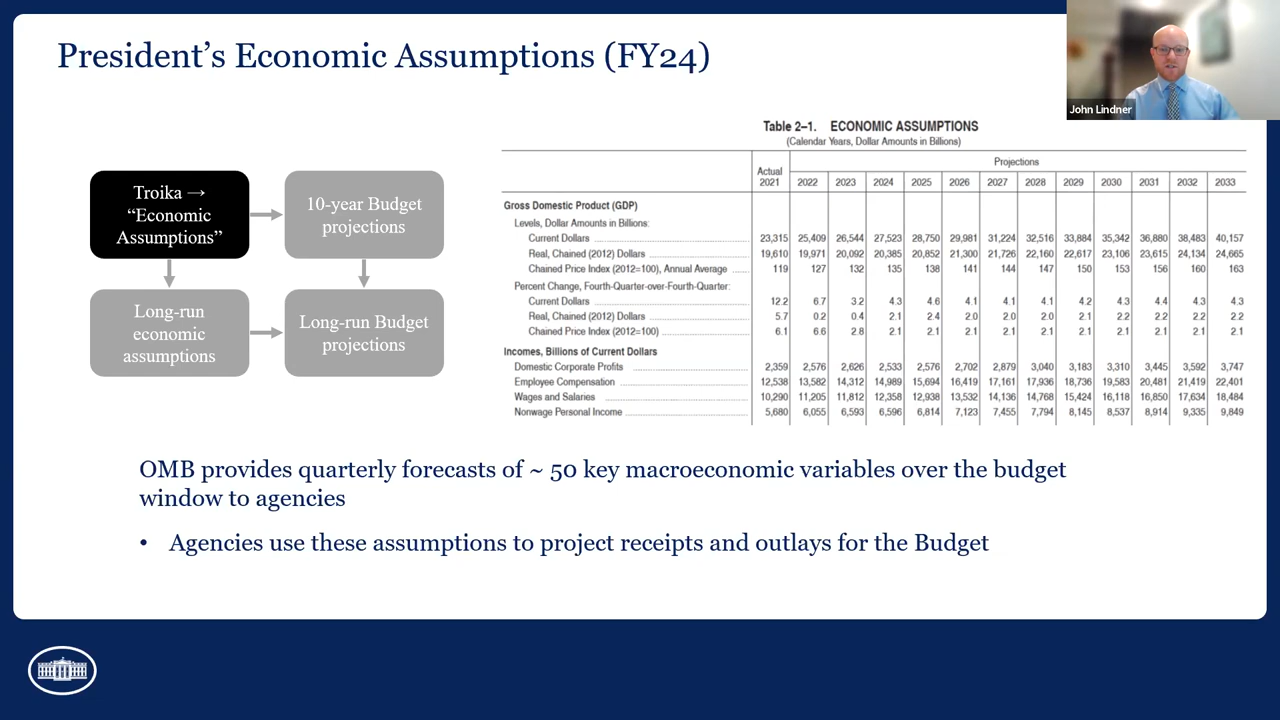 President’s Economic Assumptions (FY24)
John Lindner
Troika →
“Economic
Assumptions”
10-year Budget
projections
Long-run
economic
assumptions
Long-run Budget
projections
Table 2–1. ECONOMIC ASSUMPTIONS
(Calendar Years, Dollar Amounts in Billions)
Actual 2021 Projections
2022 2023 2024 2025 2026 2027 2028 2029 2030 2031 2032 2033
Gross Domestic Product (GDP)
Levels, Dollar Amounts in Billions:
Current Dollars 23,315 25,409 26,544 27,523 28,750 29,981 31,224 32,516 33,884 35,342 36,880 38,483 40,157
Real, Chained (2012) Dollars 19,610 19,971 20,092 20,385 20,852 21,300 21,726 22,160 22,617 23,106 23,615 24,134 24,665
Chained Price Index (2012=100), Annual Average 119 127 132 135 138 141 144 147 150 153 156 160 163
Percent Change, Fourth-Quarter-over-Fourth-Quarter:
Current Dollars 12.2 6.7 3.2 4.3 4.6 4.1 4.1 4.1 4.2 4.3 4.4 4.3 4.3
Real, Chained (2012) Dollars 5.7 0.2 0.4 2.1 2.4 2.0 2.0 2.0 2.1 2.2 2.2 2.2 2.2
Chained Price Index (2012=100) 6.1 6.6 2.8 2.1 2.1 2.1 2.1 2.1 2.1 2.1 2.1 2.1 2.1
Incomes, Billions of Current Dollars
Domestic Corporate Profits 2,359 2,576 2,626 2,533 2,576 2,702 2,879 3,040 3,183 3,310 3,445 3,592 3,747
Employee Compensation 12,538 13,582 14,312 14,989 15,694 16,419 17,161 17,936 18,736 19,583 20,481 21,419 22,401
Wages and Salaries 10,290 11,205 11,812 12,358 12,938 13,532 14,136 14,768 15,424 16,118 16,850 17,634 18,484
Nonwage Personal Income 5,680 6,055 6,593 6,596 6,814 7,123 7,455 7,794 8,145 8,537 8,914 9,335 9,849
OMB provides quarterly forecasts of ~ 50 key macroeconomic variables over the budget
window to agencies
• Agencies use these assumptions to project receipts and outlays for the Budget